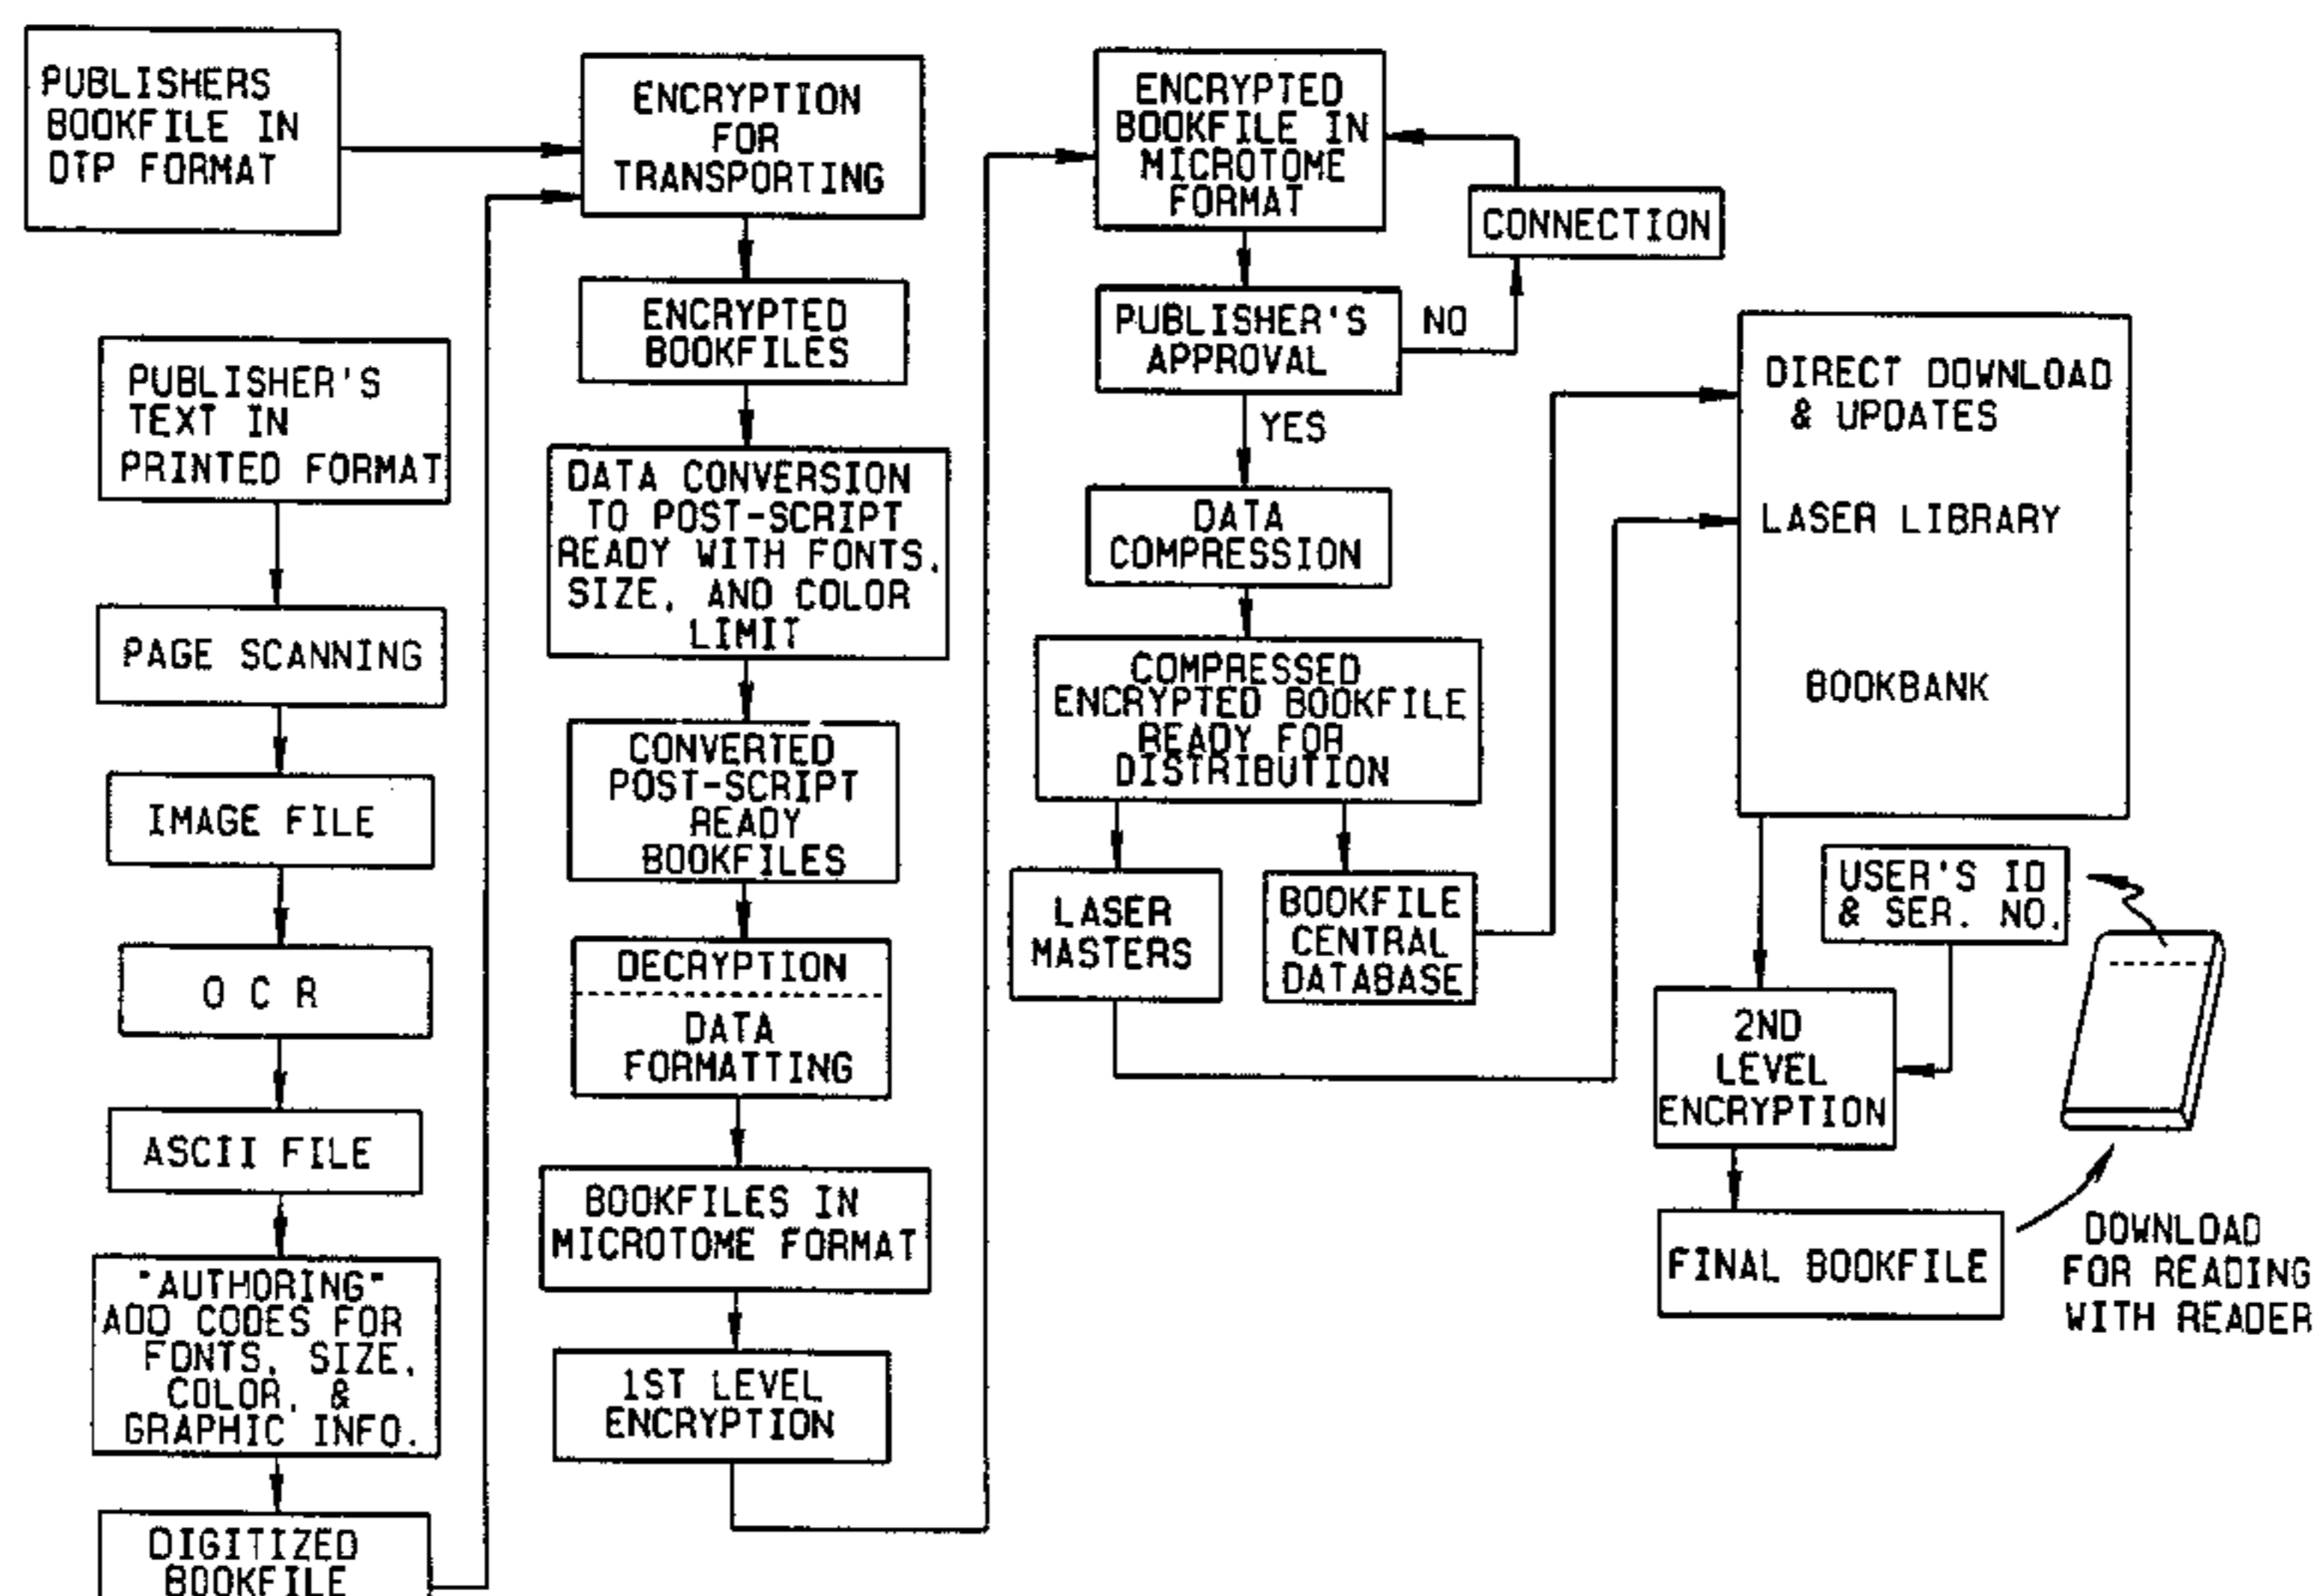 PUBLISHERS
BOOKFILE IN
DTP FORMAT
PUBLISHER'S
TEXT IN
PRINTED FORMAT
PAGE SCANNING
IMAGE FILE
O C R
ASCII FILE
"AUTHORING"
ADD CODES FOR
FONTS, SIZE,
COLOR, &
GRAPHIC INFO.
DIGITIZED
BOOKFILE
ENCRYPTION
FOR
TRANSPORTING
ENCRYPTED
BOOKFILES
DATA CONVERSION
TO POST-SCRIPT
READY WITH FONTS,
SIZE, AND COLOR
LIMIT
CONVERTED
POST-SCRIPT
READY
BOOKFILES
DECRYPTION
DATA
FORMATTING
BOOKFILES IN
MICROTOME FORMAT
1ST LEVEL
ENCRYPTION
ENCRYPTED
BOOKFILE IN
MICROTOME
FORMAT
CONNECTION
PUBLISHER'S
APPROVAL
NO
YES
DATA
COMPRESSION
COMPRESSED
ENCRYPTED BOOKFILE
READY FOR
DISTRIBUTION
LASER
MASTERS
BOOKFILE
CENTRAL
DATABASE
DIRECT DOWNLOAD
& UPDATES
LASER LIBRARY
BOOKBANK
USER'S ID
& SER. NO.
2ND
LEVEL
ENCRYPTION
FINAL BOOKFILE
DOWNLOAD
FOR READING
WITH READER